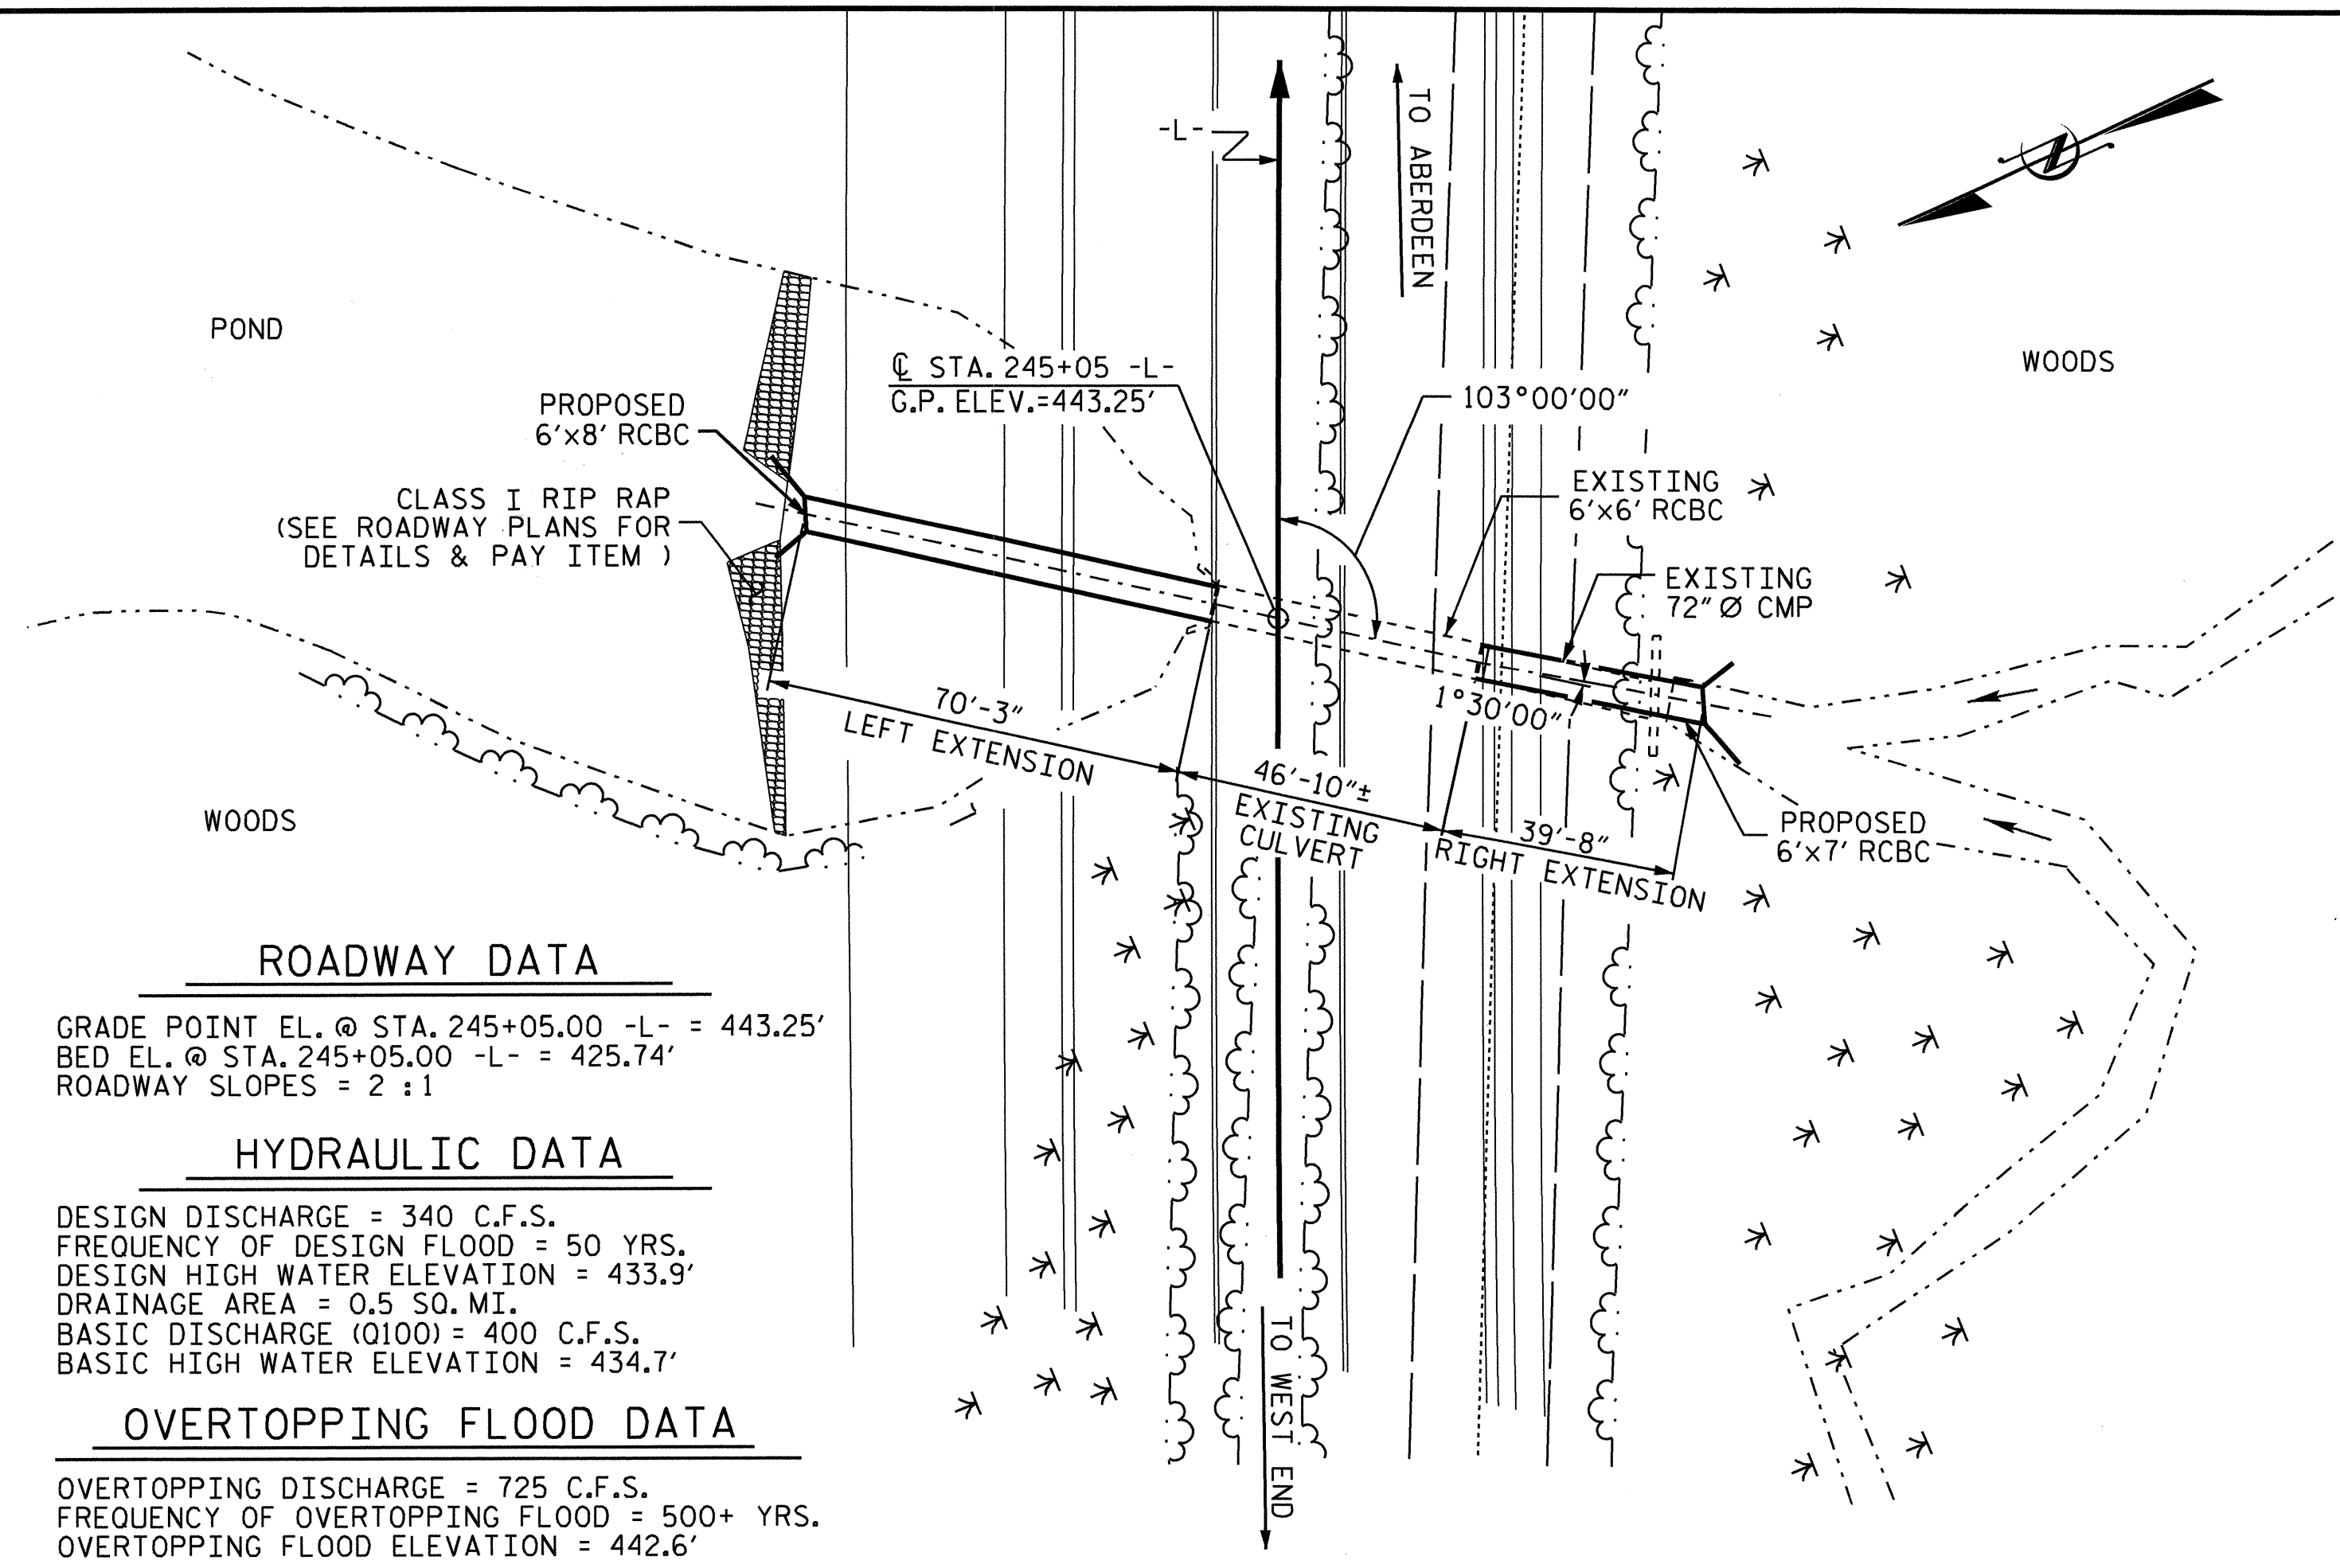 -L-
TO ABERDEEN
N
POND
WOODS
℄ STA. 245+05 -L-
G.P. ELEV.=443.25'
103°00'00"
PROPOSED
6'x8' RCBC
EXISTING
6'x6' RCBC
CLASS I RIP RAP
(SEE ROADWAY PLANS FOR
DETAILS & PAY ITEM )
EXISTING
72"Ø CMP
1°30'00"
70'-3"
LEFT EXTENSION
46'-10"±
EXISTING
CULVERT
39'-8"
RIGHT EXTENSION
PROPOSED
6'x7' RCBC
WOODS
TO WEST END
ROADWAY DATA
GRADE POINT EL. @ STA. 245+05.00 -L- = 443.25'
BED EL. @ STA. 245+05.00 -L- = 425.74'
ROADWAY SLOPES = 2 :1
HYDRAULIC DATA
DESIGN DISCHARGE = 340 C.F.S.
FREQUENCY OF DESIGN FLOOD = 50 YRS.
DESIGN HIGH WATER ELEVATION = 433.9'
DRAINAGE AREA = 0.5 SQ. MI.
BASIC DISCHARGE (Q100) = 400 C.F.S.
BASIC HIGH WATER ELEVATION = 434.7'
OVERTOPPING FLOOD DATA
OVERTOPPING DISCHARGE = 725 C.F.S.
FREQUENCY OF OVERTOPPING FLOOD = 500+ YRS.
OVERTOPPING FLOOD ELEVATION = 442.6'